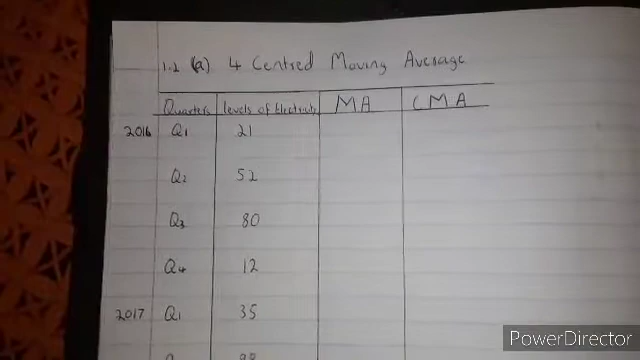 1.2 (a) 4 Centred Moving Average
Quarters levels of Electricity MA CMA
2016 Q1 21
Q2 52
Q3 80
Q4 12
2017 Q1 35
PowerDirector